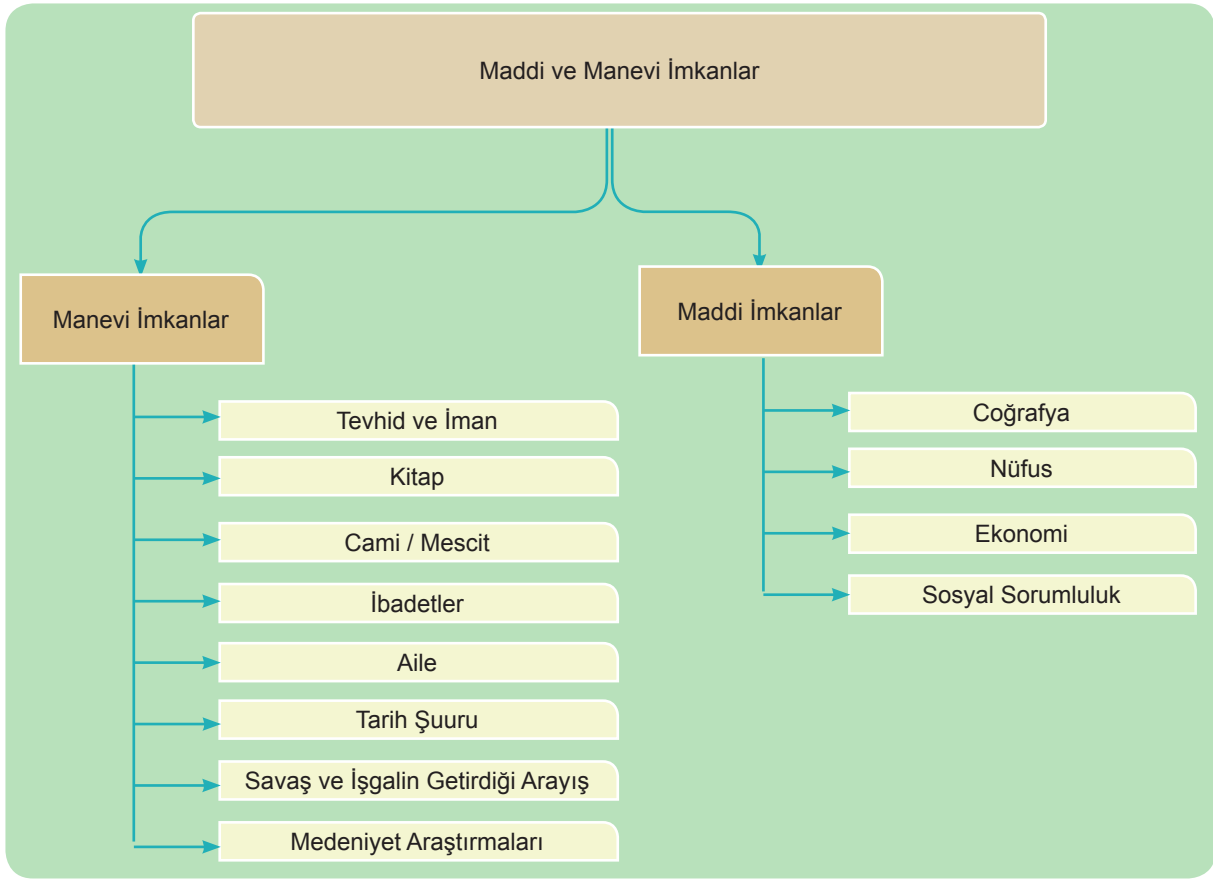 Maddi ve Manevi İmkanlar
Manevi İmkanlar
Tevhid ve İman
Kitap
Cami / Mescit
İbadetler
Aile
Tarih Şuuru
Savaş ve İşgalin Getirdiği Arayış
Medeniyet Araştırmaları
Maddi İmkanlar
Coğrafya
Nüfus
Ekonomi
Sosyal Sorumluluk